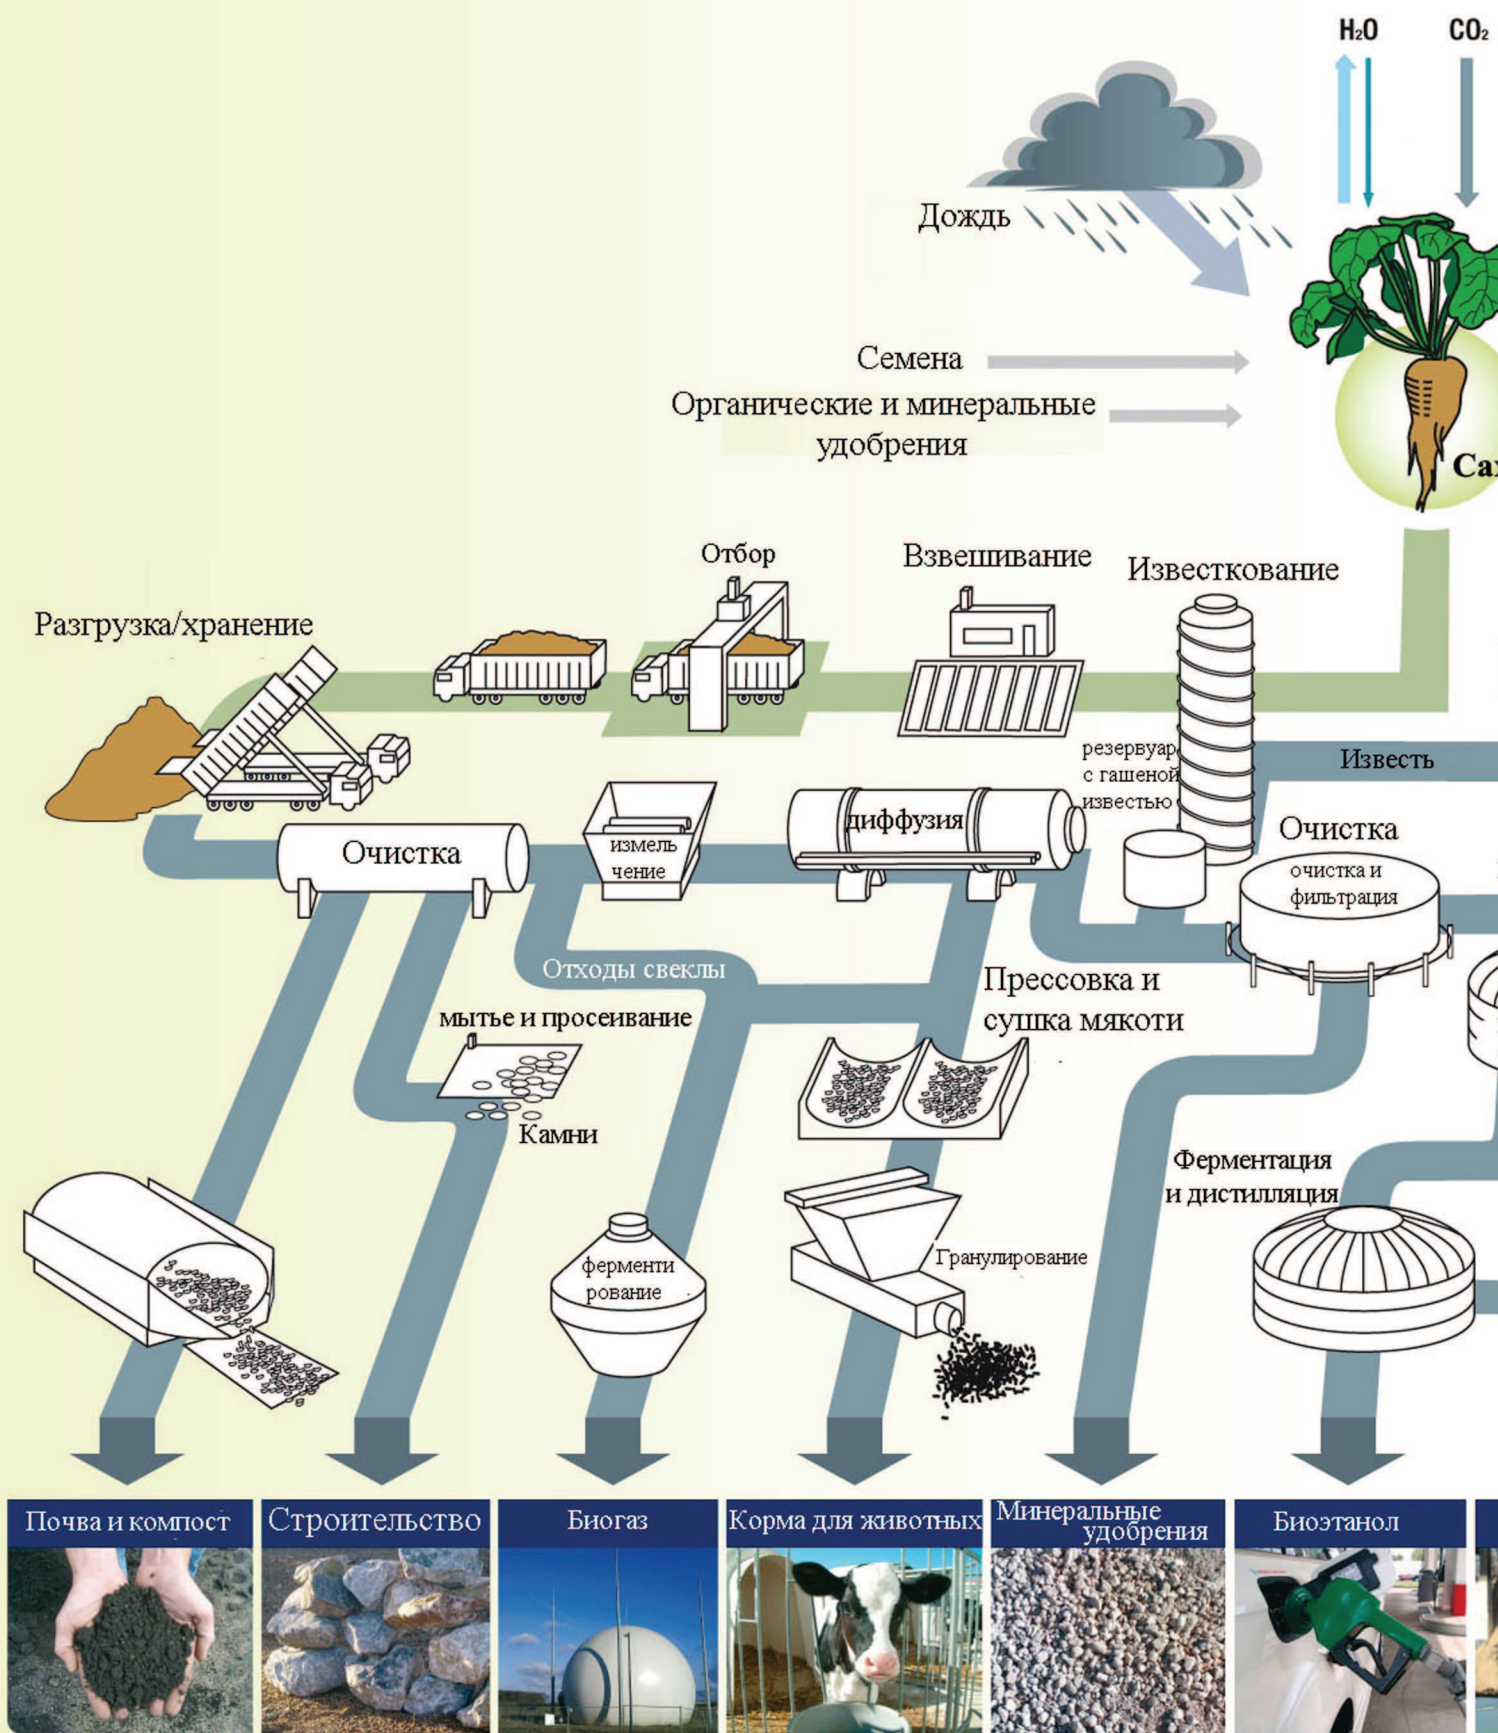 H₂O
CO₂
Дождь
Семена
Органические и минеральные
удобрения
Сах
Отбор
Взвешивание
Известкование
Разгрузка/хранение
резервуар
с гашеной
известью
Известь
Очистка
очистка и
фильтрация
диффузия
измель
чение
Очистка
Отходы свеклы
Прессовка и
сушка мякоти
мытье и просеивание
Камни
Ферментация
и дистилляция
ферменти
рование
Гранулирование
Почва и компост
Строительство
Биогаз
Корма для животных
Минеральные
удобрения
Биоэтанол